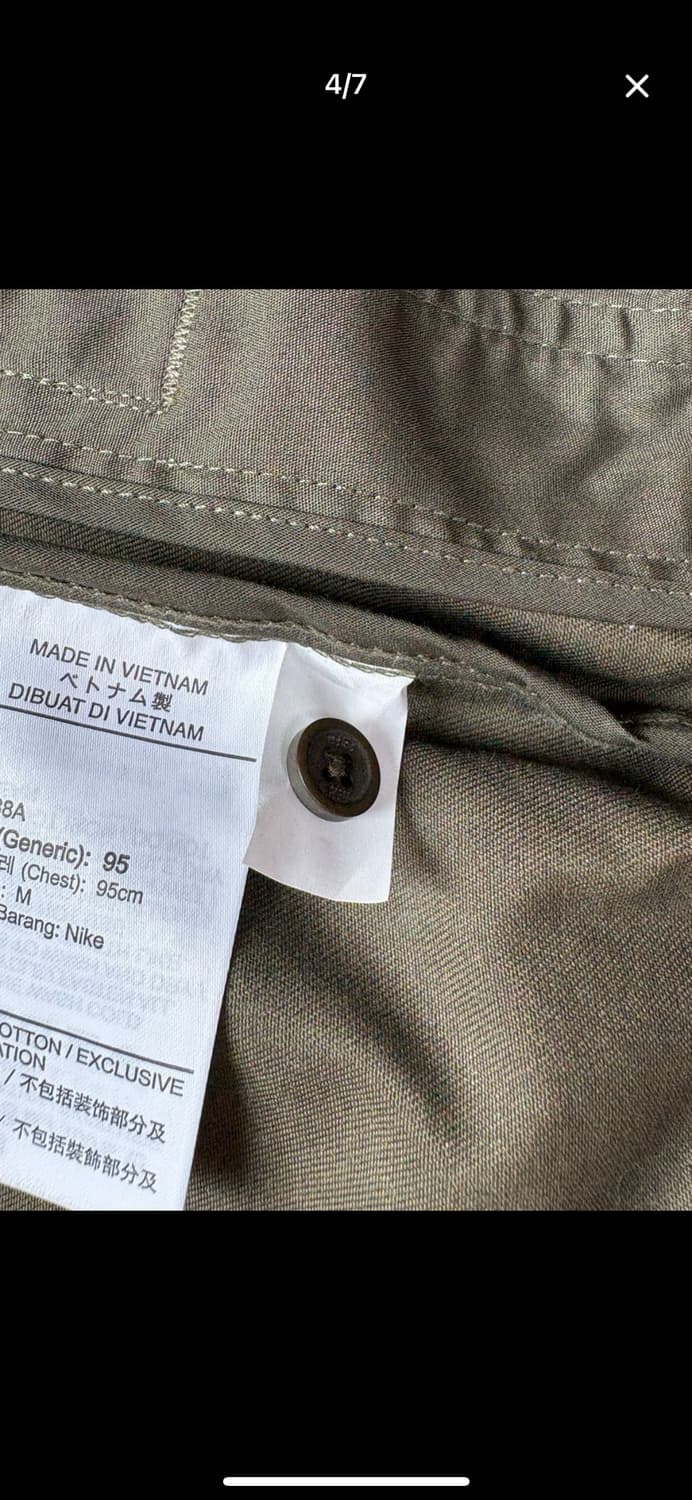 4/7
MADE IN VIETNAM
ベトナム製
DIBUAT DI VIETNAM
38A
(Generic): 95
레 (Chest): 95cm
: M
Barang: Nike
OTTON / EXCLUSIVE
ATION
/ 不包括装饰部分及
/ 不包括裝飾部分及